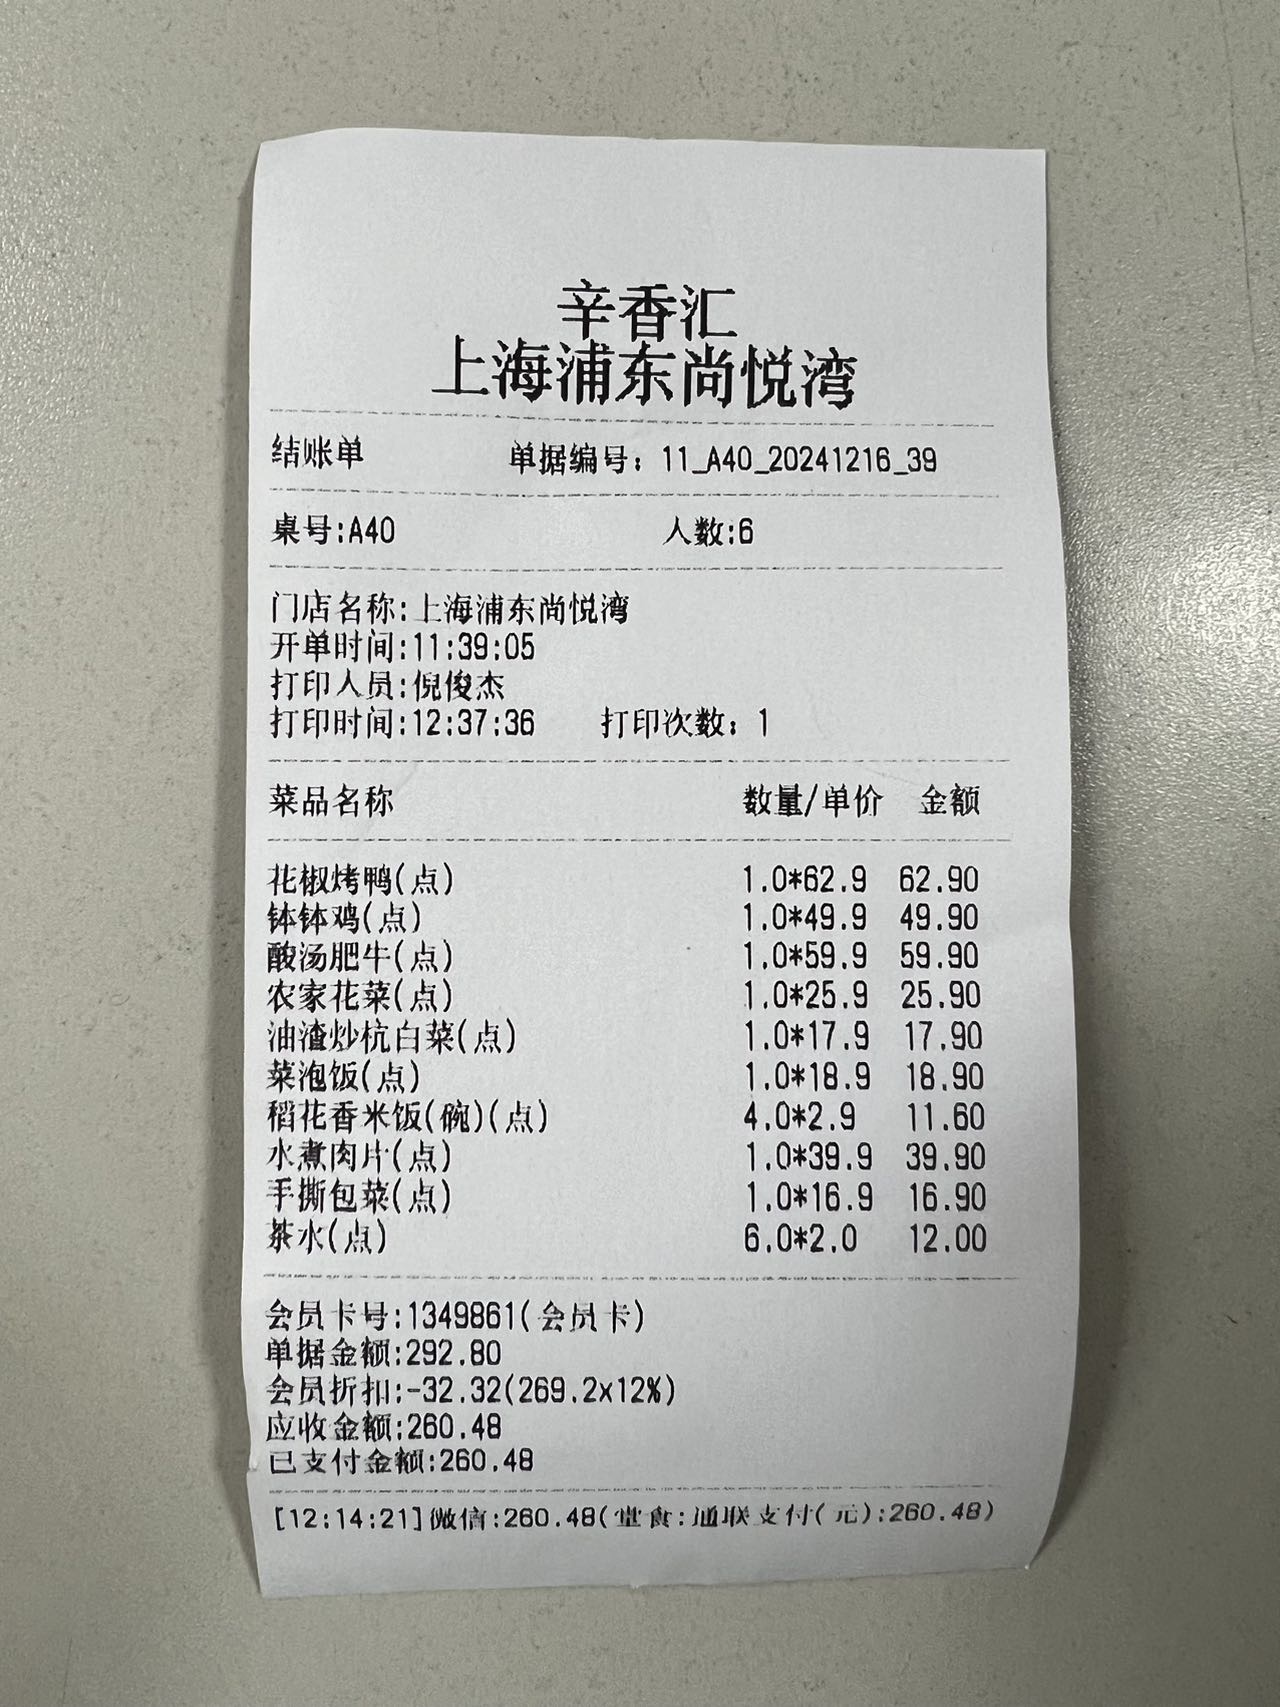 辛香汇
上海浦东尚悦湾
结账单 单据编号：11_A40_20241216_39
桌号:A40 人数:6
门店名称:上海浦东尚悦湾
开单时间:11:39:05
打印人员:倪俊杰
打印时间:12:37:36 打印次数：1
菜品名称 数量/单价 金额
花椒烤鸭(点) 1.0*62.9 62.90
钵钵鸡(点) 1.0*49.9 49.90
酸汤肥牛(点) 1.0*59.9 59.90
农家花菜(点) 1.0*25.9 25.90
油渣炒杭白菜(点) 1.0*17.9 17.90
菜泡饭(点) 1.0*18.9 18.90
稻花香米饭(碗)(点) 4.0*2.9 11.60
水煮肉片(点) 1.0*39.9 39.90
手撕包菜(点) 1.0*16.9 16.90
茶水(点) 6.0*2.0 12.00
会员卡号:1349861(会员卡)
单据金额:292.80
会员折扣:-32.32(269.2x12%)
应收金额:260.48
已支付金额:260.48
[12:14:21]微信:260.48(堂食:通联支付(元):260.48)